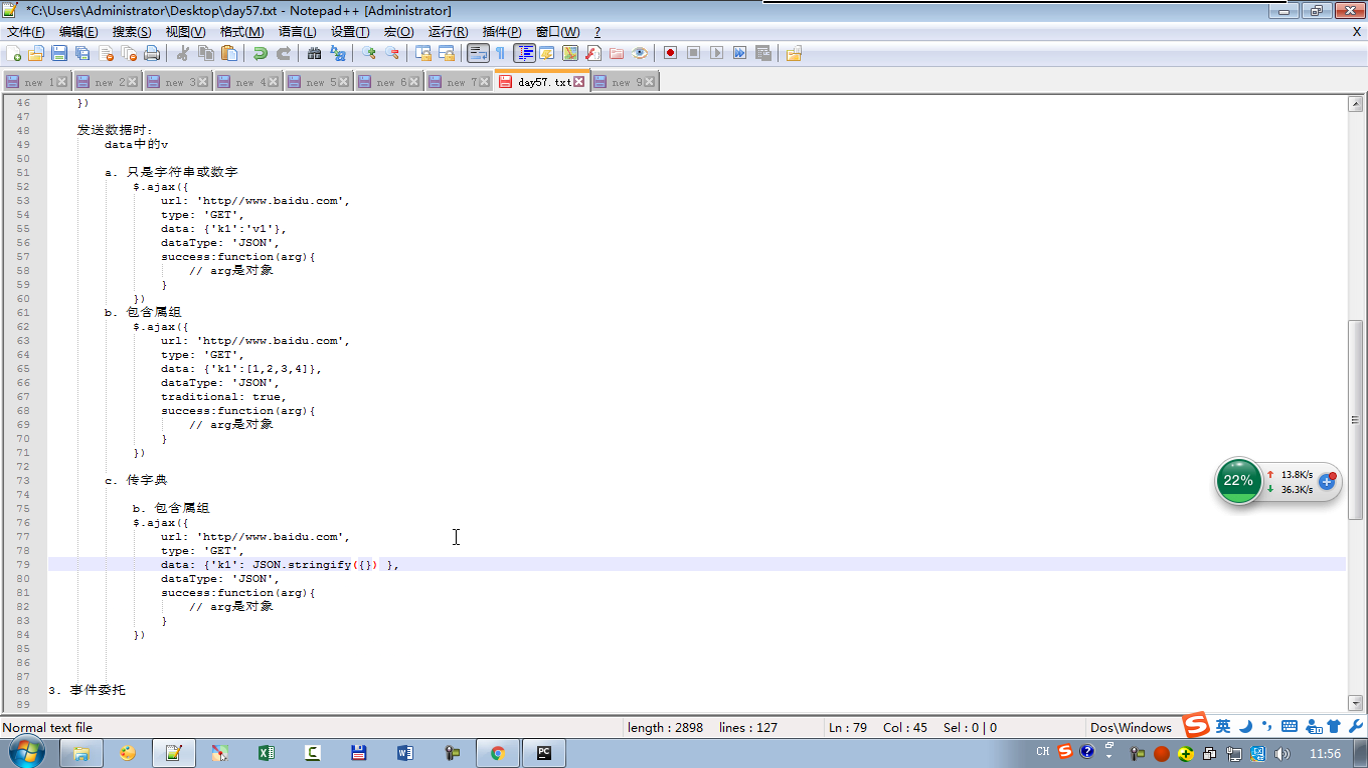 *C:\Users\Administrator\Desktop\day57.txt - Notepad++ [Administrator]
文件(F) 编辑(E) 搜索(S) 视图(V) 格式(M) 语言(L) 设置(T) 宏(O) 运行(R) 插件(P) 窗口(W) ? X
new 1 new 2 new 3 new 4 new 5 new 6 new 7 day57.txt new 9
46 })
47
48 发送数据时:
49 data中的v
50
51 a. 只是字符串或数字
52 $.ajax({
53 url: 'http//www.baidu.com',
54 type: 'GET',
55 data: {'k1':'v1'},
56 dataType: 'JSON',
57 success:function(arg){
58 // arg是对象
59 }
60 })
61 b. 包含属组
62 $.ajax({
63 url: 'http//www.baidu.com',
64 type: 'GET',
65 data: {'k1':[1,2,3,4]},
66 dataType: 'JSON',
67 traditional: true,
68 success:function(arg){
69 // arg是对象
70 }
71 })
72
73 c. 传字典
74
75 b. 包含属组
76 $.ajax({
77 url: 'http//www.baidu.com',
78 type: 'GET',
79 data: {'k1': JSON.stringify({}) },
80 dataType: 'JSON',
81 success:function(arg){
82 // arg是对象
83 }
84 })
85
86
87
88 3. 事件委托
89
22% 13.8K/s
36.3K/s
Normal text file length : 2898 lines : 127 Ln : 79 Col : 45 Sel : 0 | 0 Dos\Windows 英
CH 11:56